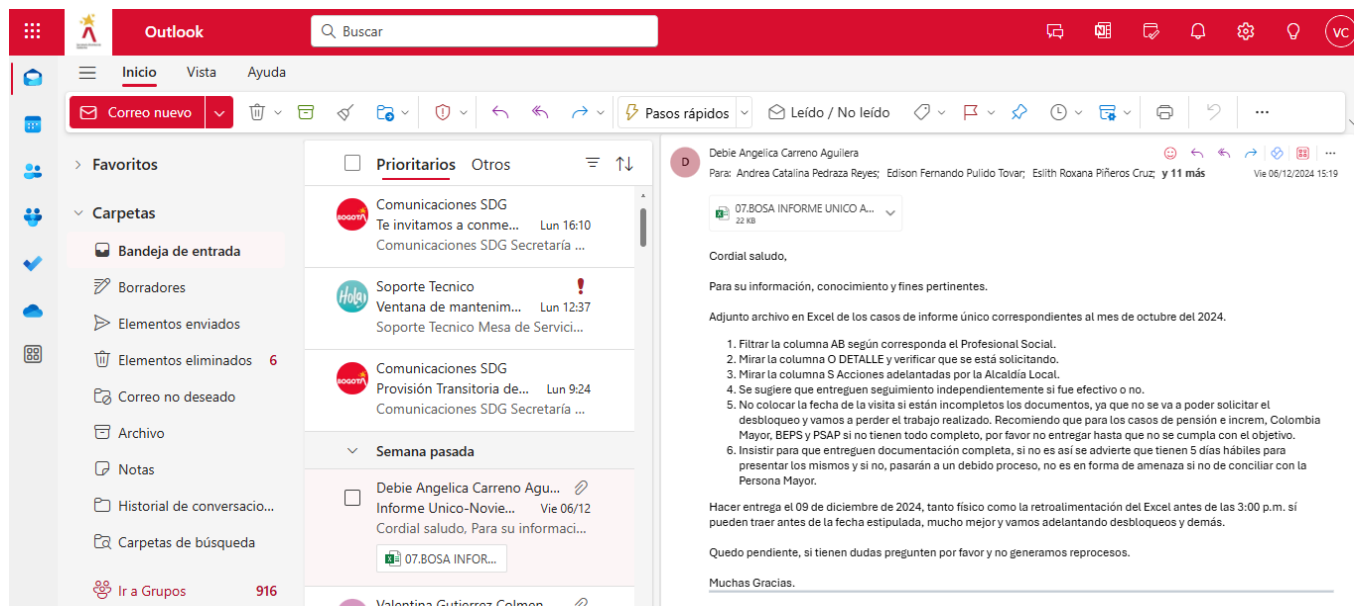 Outlook
Buscar
VC
Inicio Vista Ayuda
Correo nuevo
Pasos rápidos
Leído / No leído
Favoritos
Carpetas
Bandeja de entrada
Borradores
Elementos enviados
Elementos eliminados 6
Correo no deseado
Archivo
Notas
Historial de conversacio...
Carpetas de búsqueda
Ir a Grupos 916
Prioritarios Otros
BOGOTÁ
Comunicaciones SDG
Te invitamos a conme... Lun 16:10
Comunicaciones SDG Secretaría ...
Hola
Soporte Tecnico
Ventana de mantenim... Lun 12:37
Soporte Tecnico Mesa de Servici...
BOGOTÁ
Comunicaciones SDG
Provisión Transitoria de... Lun 9:24
Comunicaciones SDG Secretaría ...
Semana pasada
Debie Angelica Carreno Agu...
Informe Unico-Novie... Vie 06/12
Cordial saludo, Para su informaci...
07.BOSA INFOR...
Valentina Gutierrez Colmen
D
Debie Angelica Carreno Aguilera
Para: Andrea Catalina Pedraza Reyes; Edison Fernando Pulido Tovar; Eslith Roxana Piñeros Cruz; y 11 más
Vie 06/12/2024 15:19
07.BOSA INFORME UNICO A...
22 KB
Cordial saludo,
Para su información, conocimiento y fines pertinentes.
Adjunto archivo en Excel de los casos de informe único correspondientes al mes de octubre del 2024.
1. Filtrar la columna AB según corresponda el Profesional Social.
2. Mirar la columna O DETALLE y verificar que se está solicitando.
3. Mirar la columna S Acciones adelantadas por la Alcaldía Local.
4. Se sugiere que entreguen seguimiento independientemente si fue efectivo o no.
5. No colocar la fecha de la visita si están incompletos los documentos, ya que no se va a poder solicitar el
desbloqueo y vamos a perder el trabajo realizado. Recomiendo que para los casos de pensión e increm, Colombia
Mayor, BEPS y PSAP si no tienen todo completo, por favor no entregar hasta que no se cumpla con el objetivo.
6. Insistir para que entreguen documentación completa, si no es así se advierte que tienen 5 días hábiles para
presentar los mismos y si no, pasarán a un debido proceso, no es en forma de amenaza si no de conciliar con la
Persona Mayor.
Hacer entrega el 09 de diciembre de 2024, tanto físico como la retroalimentación del Excel antes de las 3:00 p.m. sí
pueden traer antes de la fecha estipulada, mucho mejor y vamos adelantando desbloqueos y demás.
Quedo pendiente, si tienen dudas pregunten por favor y no generamos reprocesos.
Muchas Gracias.